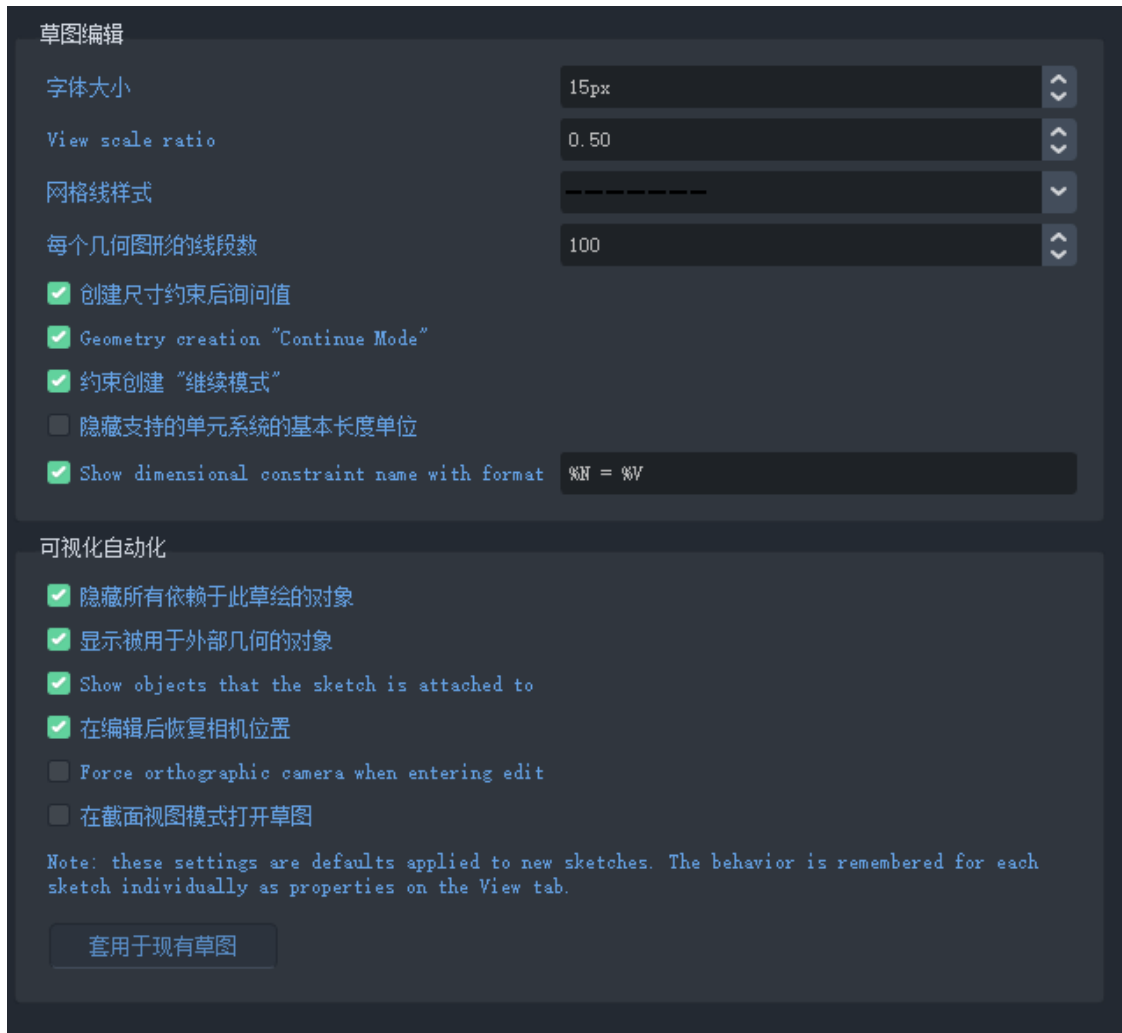 草图编辑
字体大小 15px
View scale ratio 0.50
网格线样式
每个几何图形的线段数 100
创建尺寸约束后询问值
Geometry creation "Continue Mode"
约束创建 "继续模式"
隐藏支持的单元系统的基本长度单位
Show dimensional constraint name with format %N = %V
可视化自动化
隐藏所有依赖于此草绘的对象
显示被用于外部几何的对象
Show objects that the sketch is attached to
在编辑后恢复相机位置
Force orthographic camera when entering edit
在截面视图模式打开草图
Note: these settings are defaults applied to new sketches. The behavior is remembered for each
sketch individually as properties on the View tab.
套用于现有草图